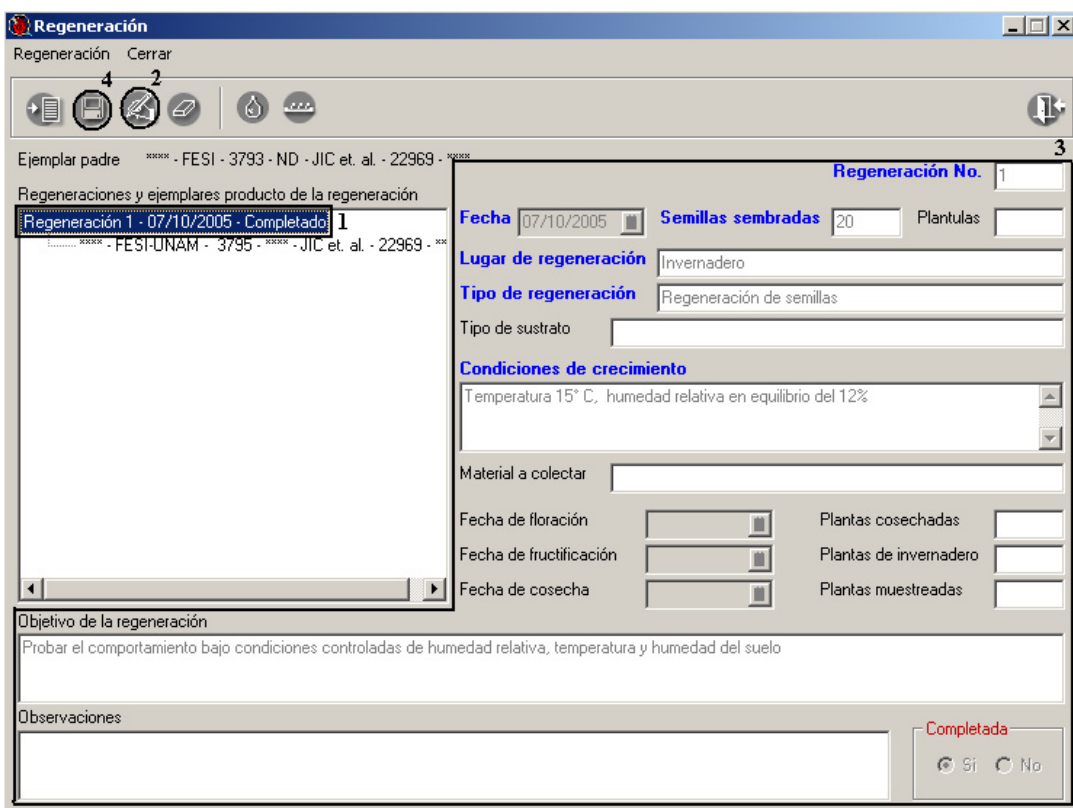 Regeneración
Regeneración Cerrar
4 2
Ejemplar padre **** - FESI - 3793 - ND - JIC et. al. - 22969 - ****
3
Regeneración No. 1
Regeneraciones y ejemplares producto de la regeneración
Regeneración 1 - 07/10/2005 - Completado 1
**** - FESI-UNAM - 3795 - **** - JIC et. al. - 22969 - **
Fecha 07/10/2005 Semillas sembradas 20 Plantulas
Lugar de regeneración Invernadero
Tipo de regeneración Regeneración de semillas
Tipo de sustrato
Condiciones de crecimiento
Temperatura 15° C, humedad relativa en equilibrio del 12%
Material a colectar
Fecha de floración Plantas cosechadas
Fecha de fructificación Plantas de invernadero
Fecha de cosecha Plantas muestreadas
Objetivo de la regeneración
Probar el comportamiento bajo condiciones controladas de humedad relativa, temperatura y humedad del suelo
Observaciones
Completada
Si No